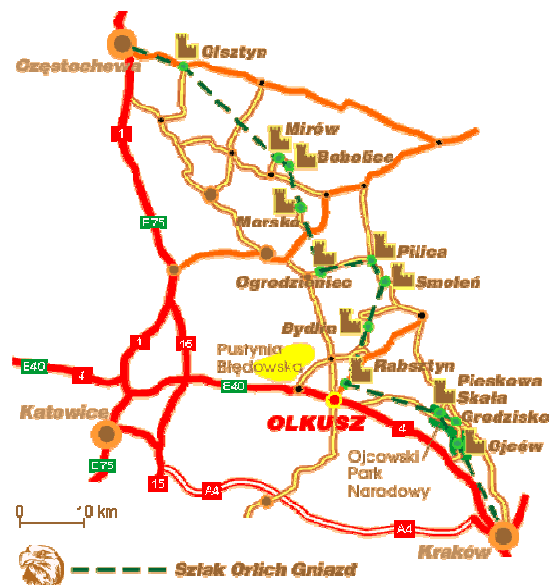 Olsztyn
Częstochowa
1
Mirów
Bobolice
Morsko
E75
Pilica
Ogrodzieniec
Smoleń
Bydlin
1
16
Pustynia
Błędowska
Rabsztyn
E40
4
E40
Pieskowa
Skała
Grodzisko
Katowice
OLKUSZ
4
Ojców
Ojcowski
Park
Narodowy
E75
15
A4
0 10 km
A4
Kraków
Szlak Orlich Gniazd